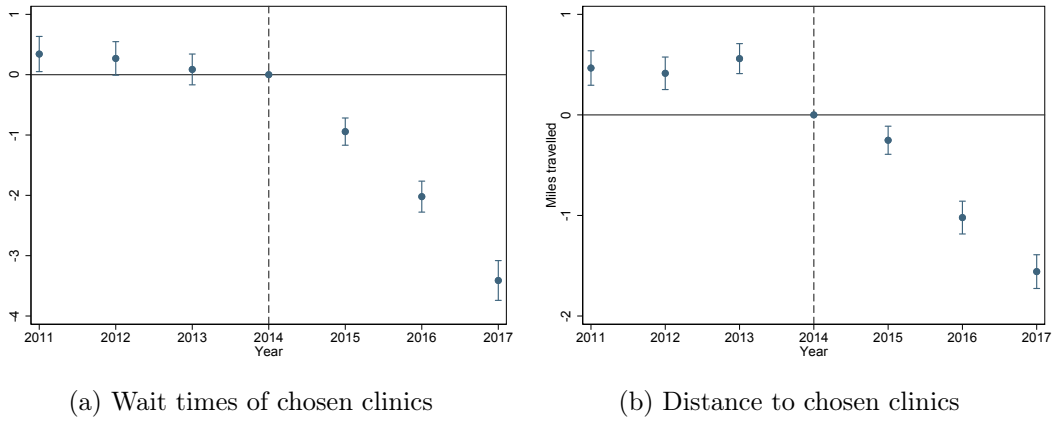 1
0
-1
-2
-3
-4
2011 2012 2013 2014 2015 2016 2017
Year
(a) Wait times of chosen clinics
Miles travelled
1
0
-1
-2
2011 2012 2013 2014 2015 2016 2017
Year
(b) Distance to chosen clinics